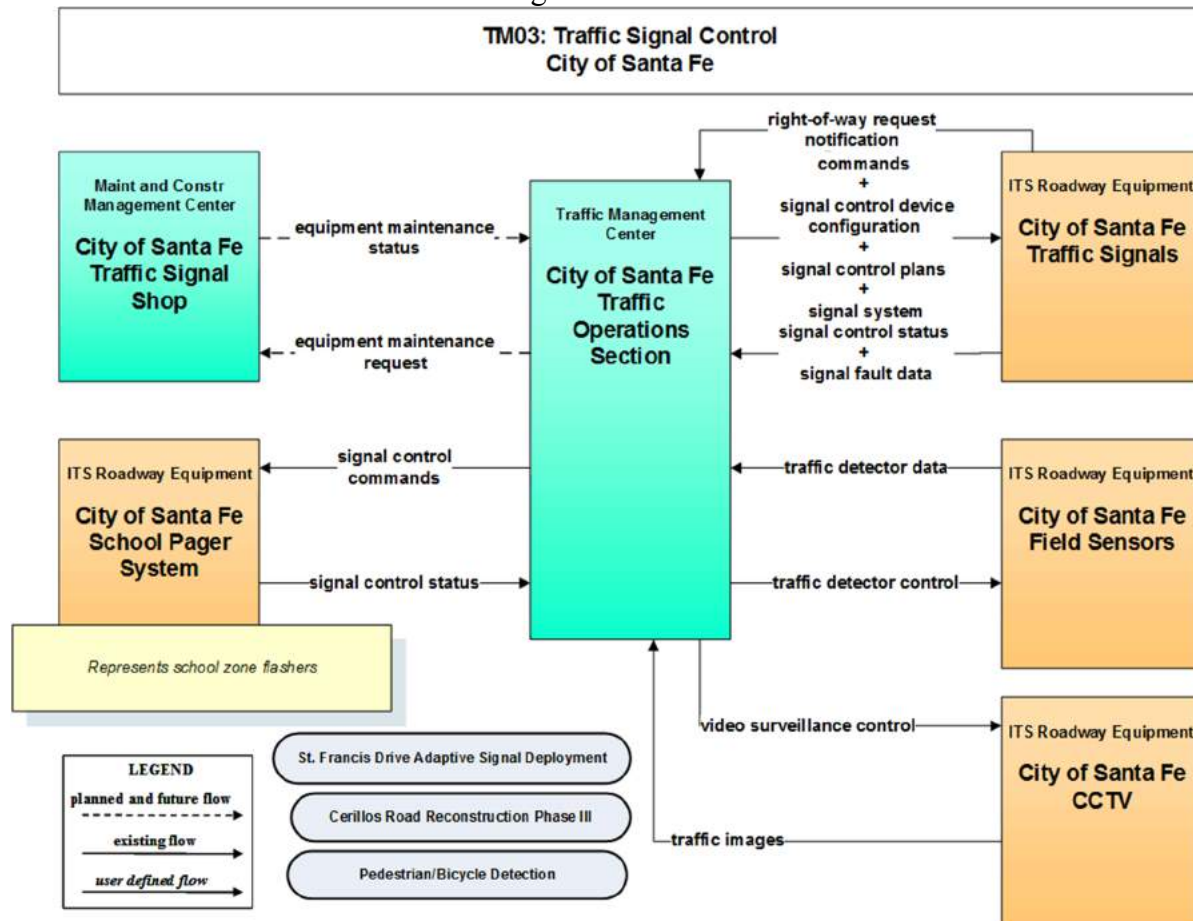 TM03: Traffic Signal Control
City of Santa Fe
Maint and Constr
Management Center
City of Santa Fe
Traffic Signal
Shop
equipment maintenance
status
equipment maintenance
request
Traffic Management
Center
City of Santa Fe
Traffic
Operations
Section
right-of-way request
notification
commands
+
signal control device
configuration
+
signal control plans
+
signal system
signal control status
+
signal fault data
ITS Roadway Equipment
City of Santa Fe
Traffic Signals
ITS Roadway Equipment
City of Santa Fe
School Pager
System
signal control
commands
signal control status
Represents school zone flashers
traffic detector data
traffic detector control
ITS Roadway Equipment
City of Santa Fe
Field Sensors
video surveillance control
traffic images
ITS Roadway Equipment
City of Santa Fe
CCTV
LEGEND
planned and future flow
existing flow
user defined flow
St. Francis Drive Adaptive Signal Deployment
Cerillos Road Reconstruction Phase III
Pedestrian/Bicycle Detection